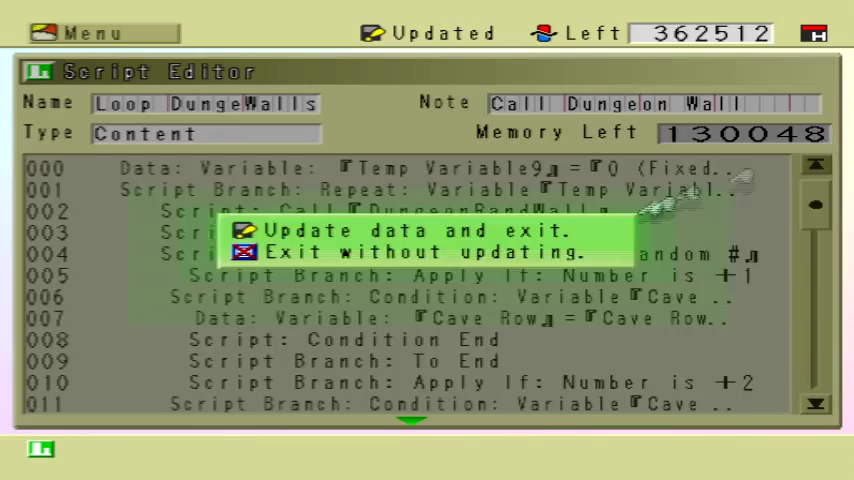 Menu Updated Left 362512
Script Editor
Name Loop DungeWalls Note Call Dungeon Wall
Type Content Memory Left 130048
000 Data: Variable: 『Temp Variable9』=『0 (Fixed..
001 Script Branch: Repeat: Variable『Temp Variabl..
002 Script: Call『DungeonRandWall』
Update data and exit.
003 Scri
Exit without updating.
004 Scri andom #』
005 Script Branch: Apply If: Number is +1
006 Script Branch: Condition: Variable『Cave ..
007 Data: Variable: 『Cave Row』=『Cave Row..
008 Script: Condition End
009 Script Branch: To End
010 Script Branch: Apply If: Number is +2
011 Script Branch: Condition: Variable『Cave ..